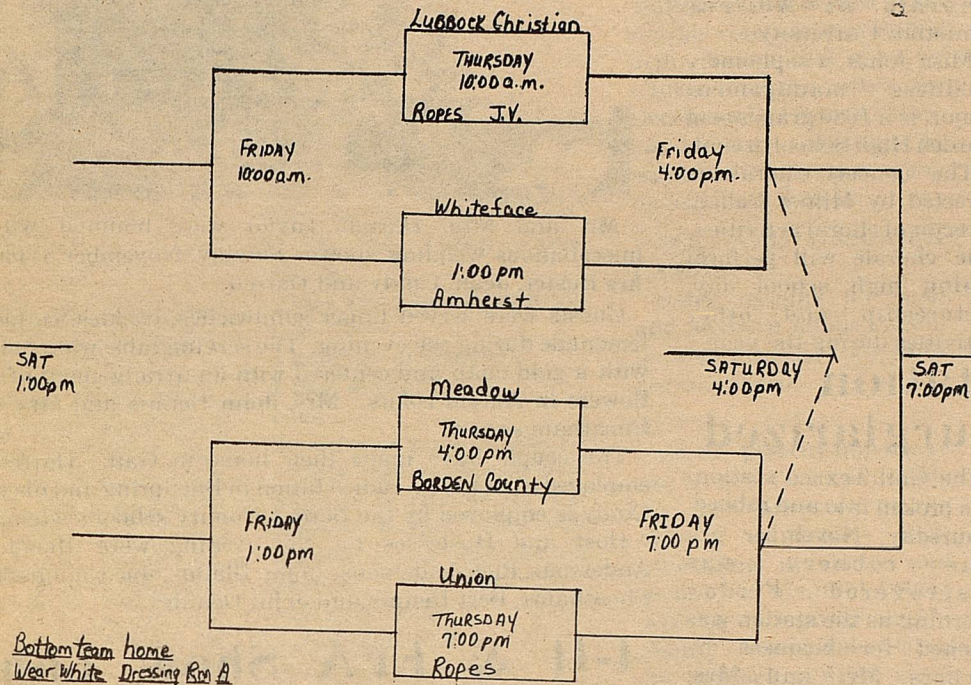 Lubbock Christian
THURSDAY
10:00 a.m.
ROPES J.V.
FRIDAY
10:00 a.m.
Friday
4:00 p.m.
Whiteface
1:00 pm
Amherst
SAT
1:00 pm
SATURDAY
4:00 pm
SAT
7:00 pm
Meadow
THURSDAY
4:00 pm
BORDEN County
FRIDAY
1:00 pm
FRIDAY
7:00 pm
Union
THURSDAY
7:00 pm
Ropes
Bottom team home
Wear White Dressing Rm A